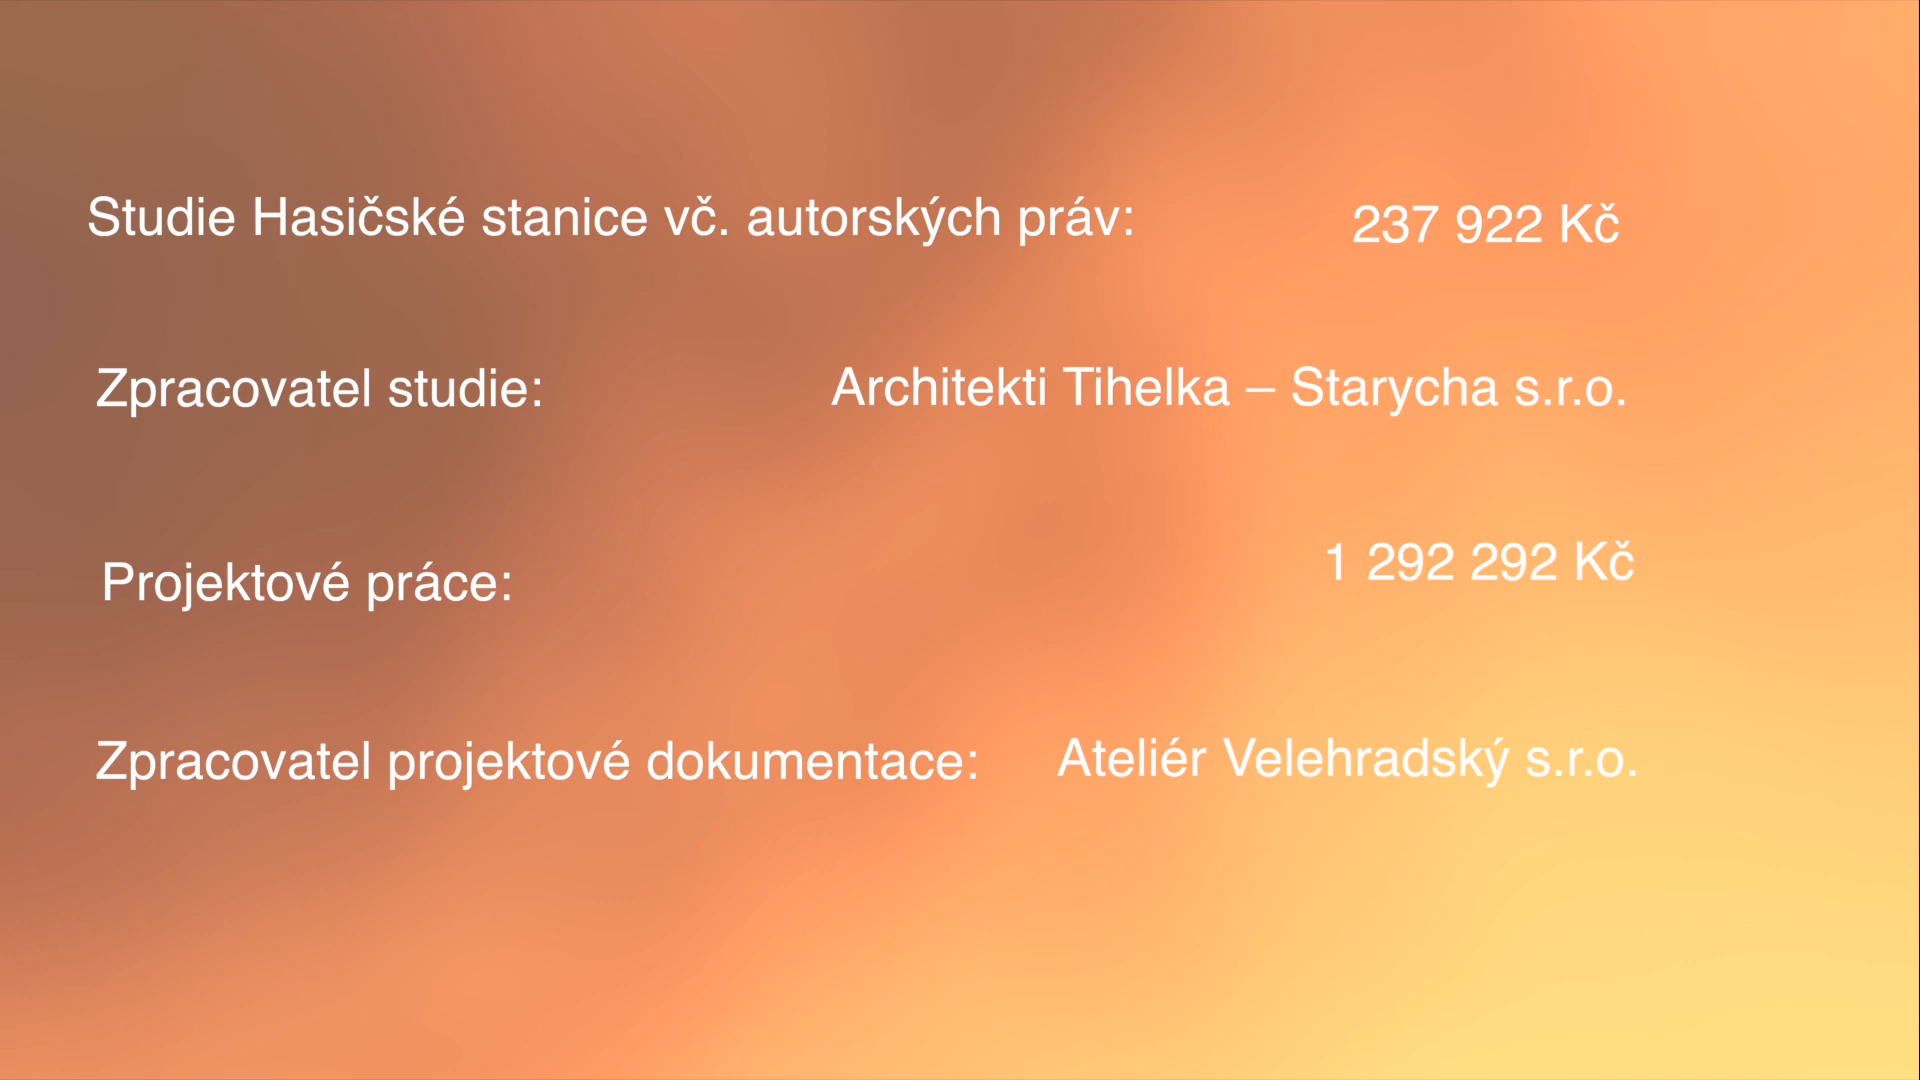 Studie Hasičské stanice vč. autorských práv: 237 922 Kč
Zpracovatel studie: Architekti Tihelka – Starycha s.r.o.
Projektové práce: 1 292 292 Kč
Zpracovatel projektové dokumentace: Ateliér Velehradský s.r.o.